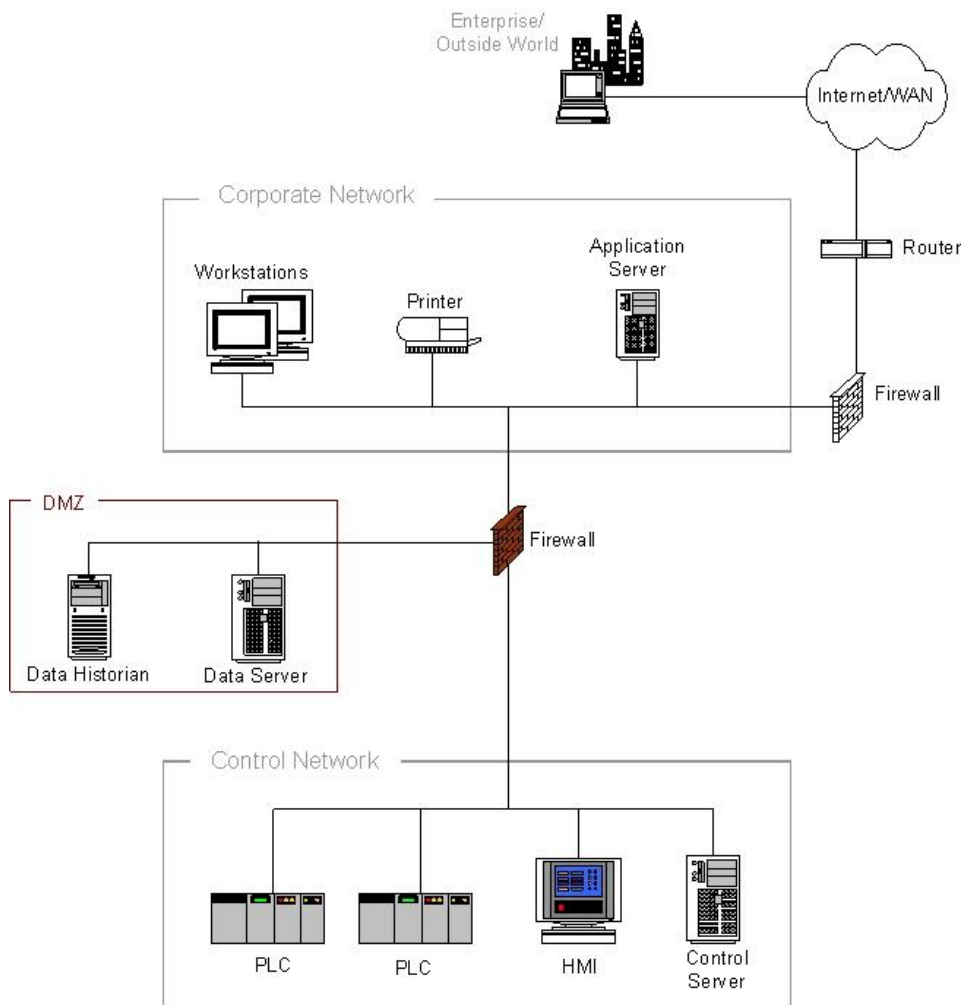 Enterprise/
Outside World
Internet/WAN
Corporate Network
Router
Application
Server
Workstations
Printer
Firewall
DMZ
Firewall
Data Historian
Data Server
Control Network
PLC
PLC
HMI
Control
Server